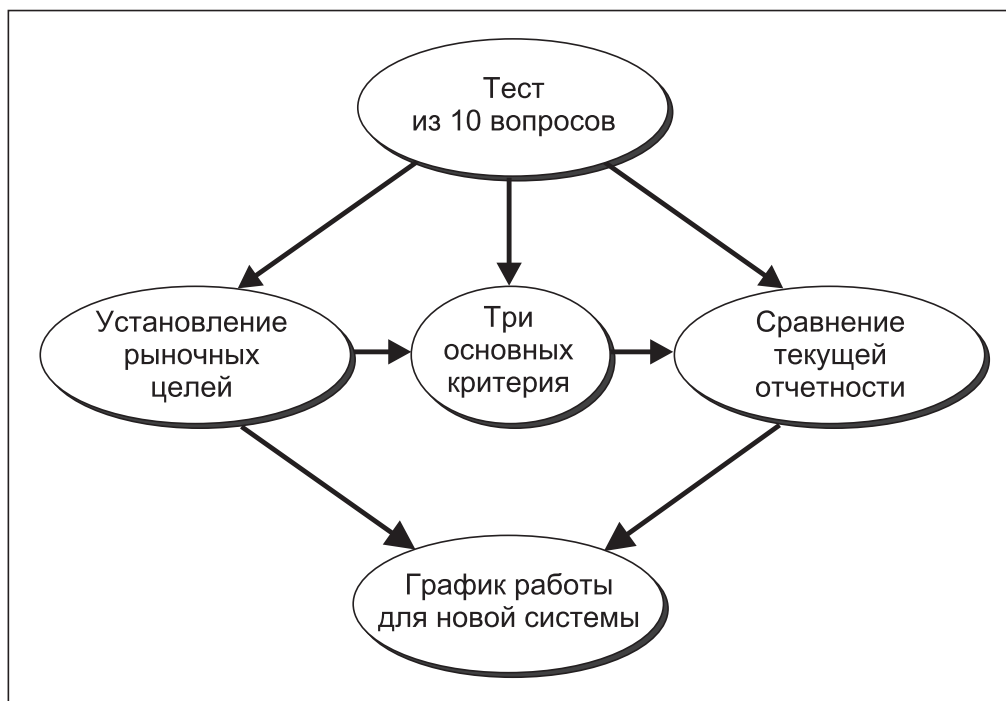 Тест
из 10 вопросов
Установление
рыночных
целей
Три
основных
критерия
Сравнение
текущей
отчетности
График работы
для новой системы